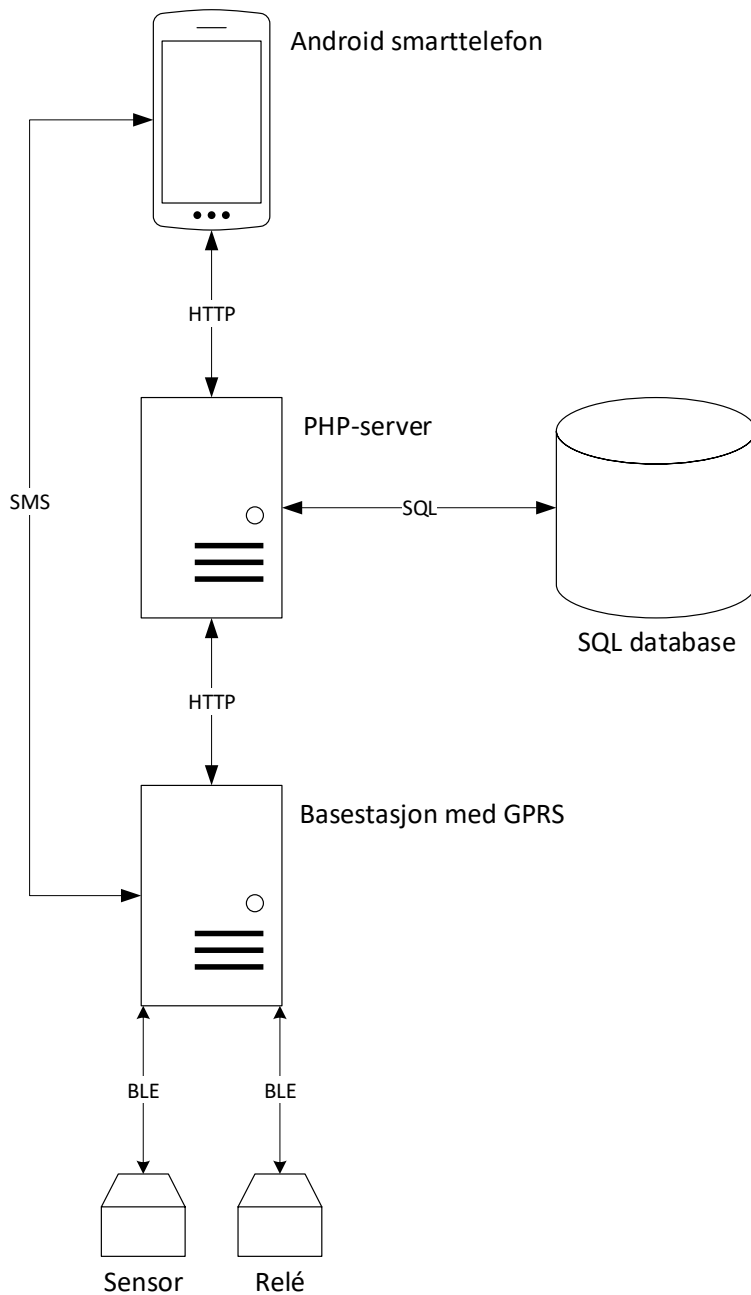 Android smarttelefon
HTTP
PHP-server
SMS
SQL
SQL database
HTTP
Basestasjon med GPRS
BLE
BLE
Sensor
Relé